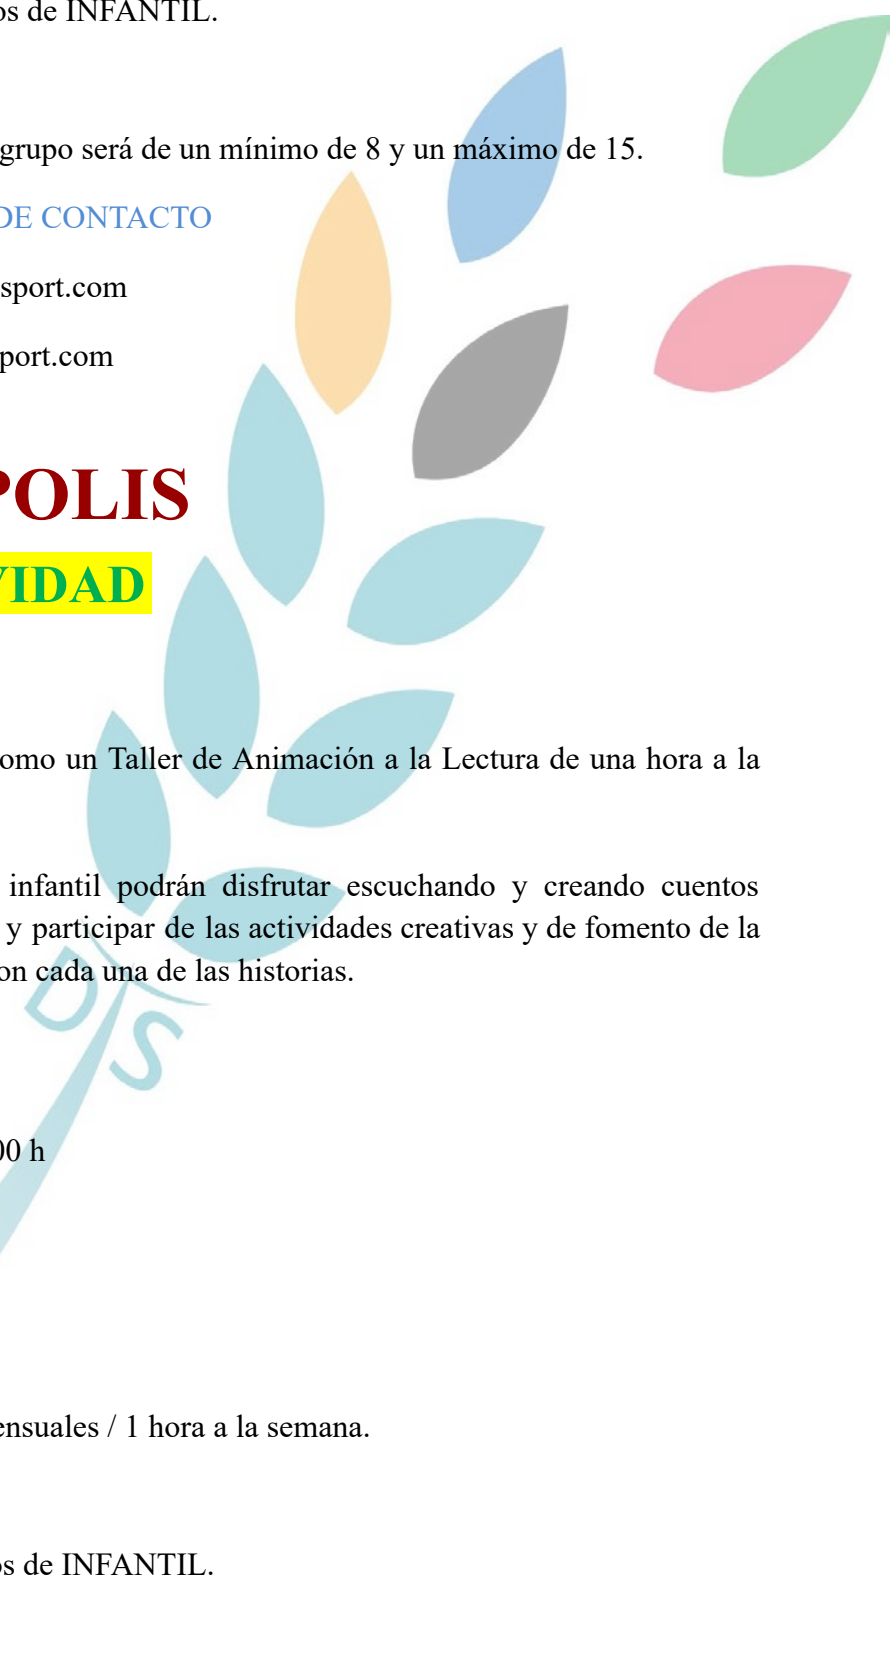 os de INFANTIL.
grupo será de un mínimo de 8 y un máximo de 15.
DE CONTACTO
sport.com
port.com
POLIS
VIDAD
omo un Taller de Animación a la Lectura de una hora a la
infantil podrán disfrutar escuchando y creando cuentos
y participar de las actividades creativas y de fomento de la
on cada una de las historias.
D S
00 h
ensuales / 1 hora a la semana.
os de INFANTIL.